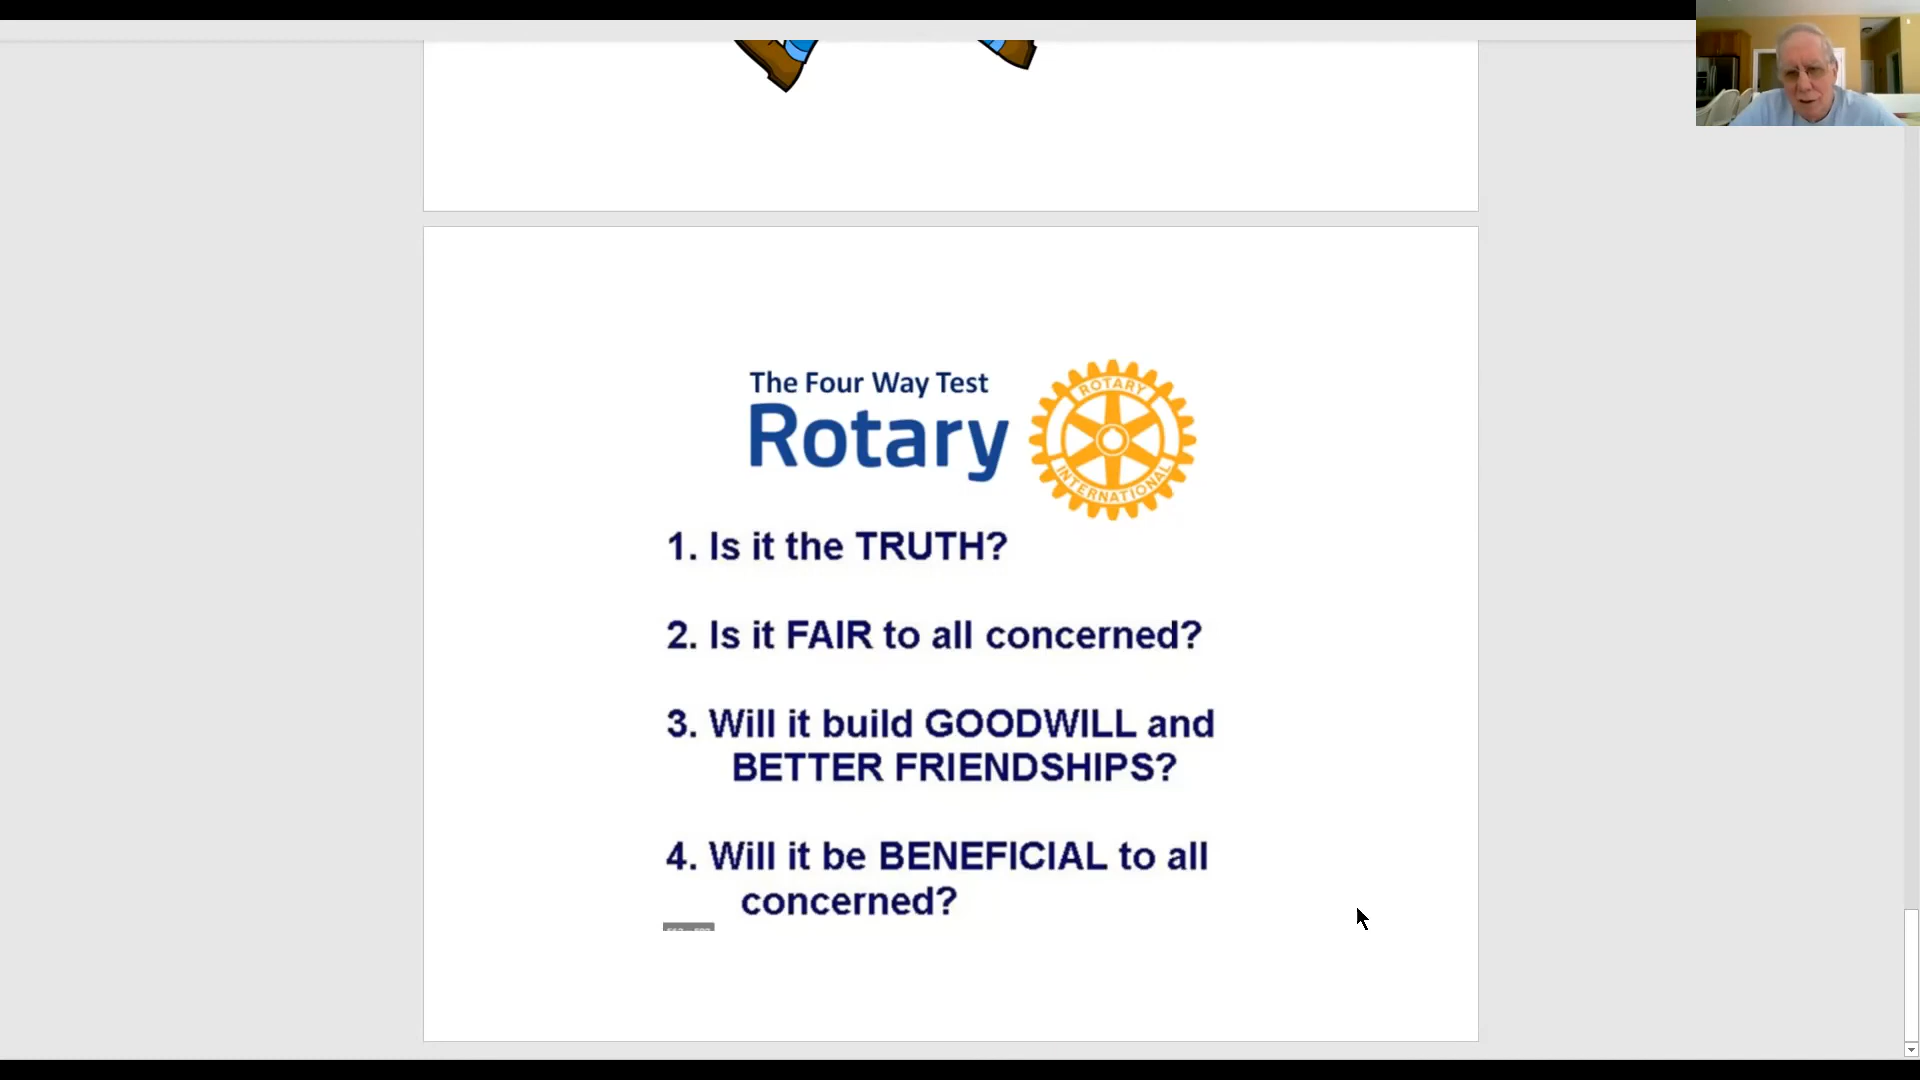 The Four Way Test
Rotary
ROTARY
INTERNATIONAL
1. Is it the TRUTH?
2. Is it FAIR to all concerned?
3. Will it build GOODWILL and
BETTER FRIENDSHIPS?
4. Will it be BENEFICIAL to all
concerned?